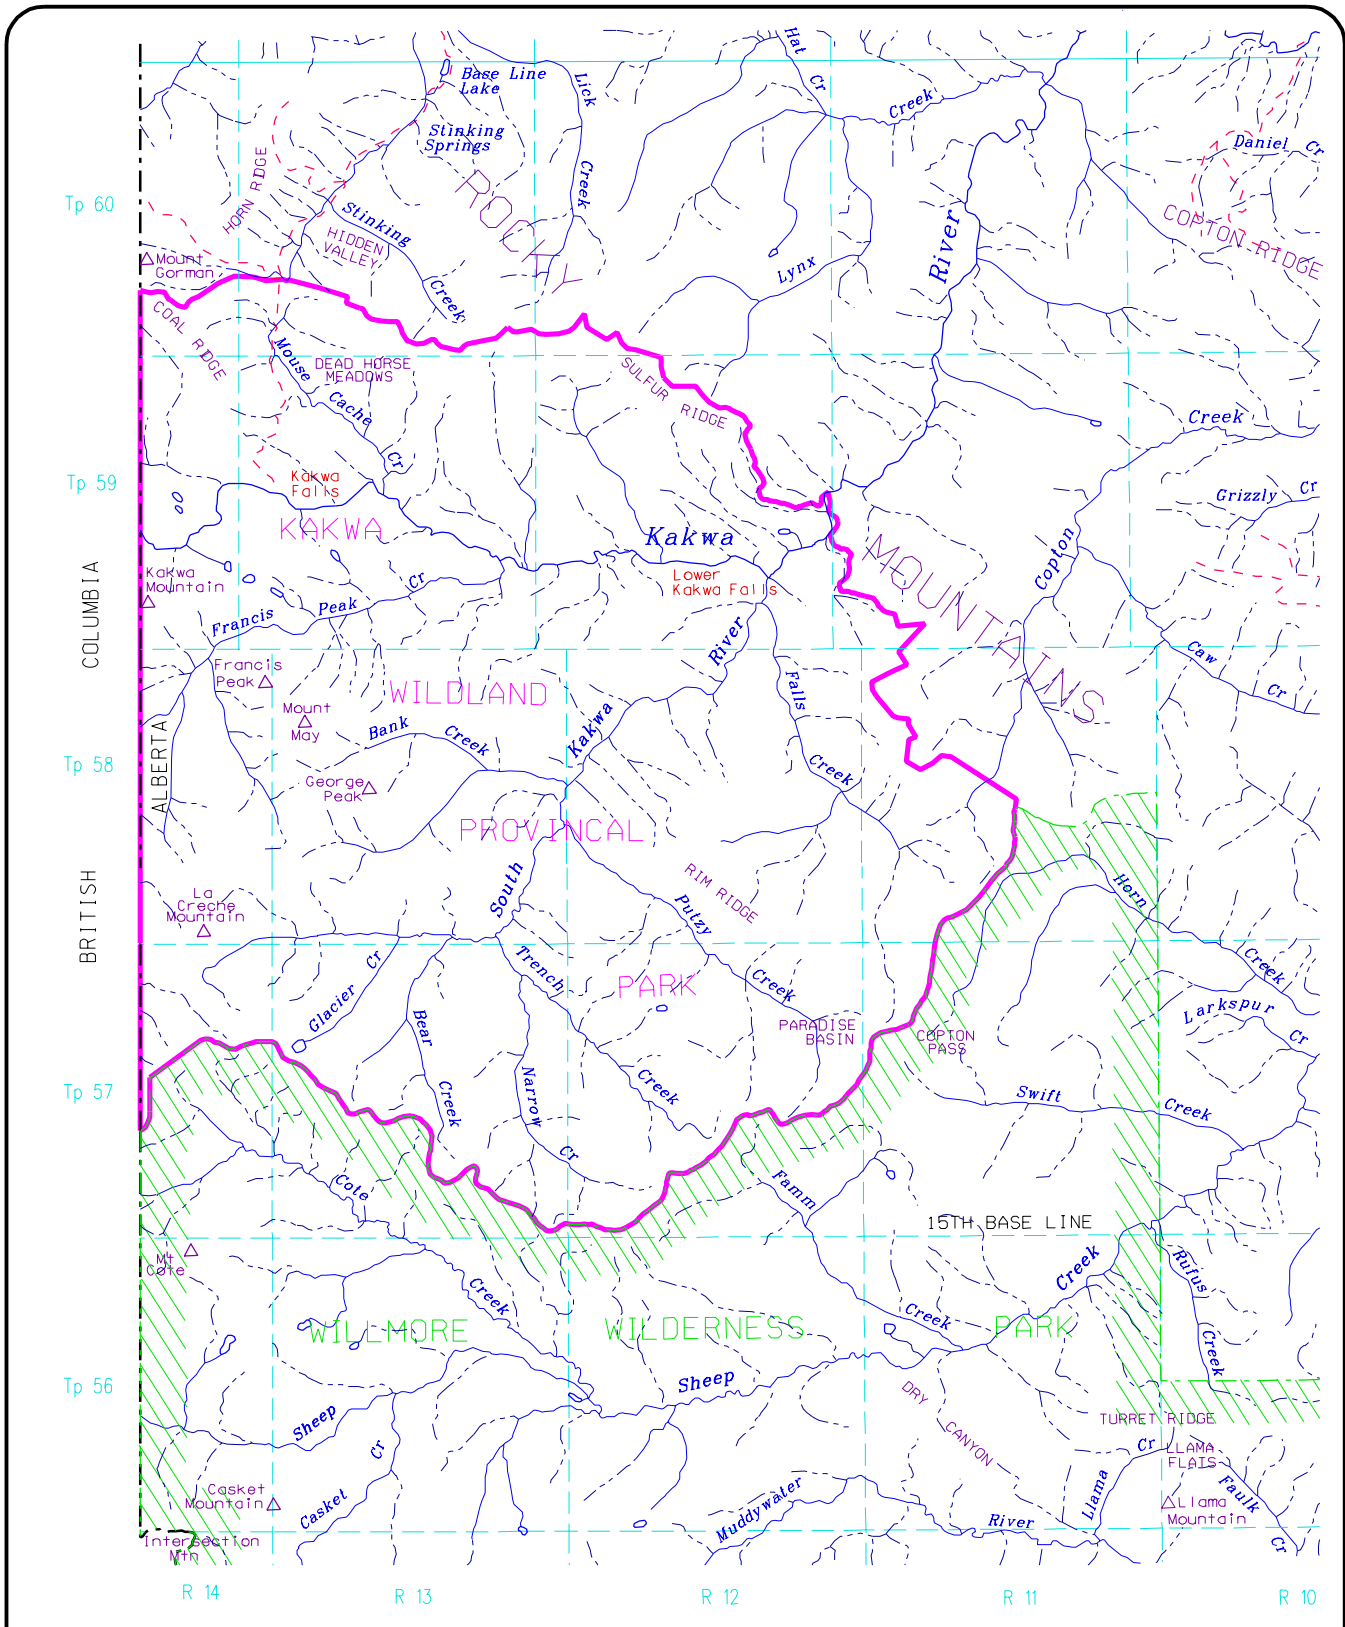 Hat
Cr
Base Line
Lake
Lick
Creek
Creek
Stinking
Springs
Daniel Cr
HORN RIDGE
ROCKY
Tp 60
Stinking
Creek
HIDDEN
VALLEY
River
COPTON RIDGE
Mount
Gorman
Lynx
COAL RIDGE
Mouse
Cache
Cr
DEAD HORSE
MEADOWS
SULFUR RIDGE
Creek
Tp 59
Kakwa
Falls
Grizzly Cr
KAKWA
Kakwa
MOUNTAINS
Copton
Kakwa
Mountain
Lower
Kakwa Falls
COLUMBIA
Francis
Peak
Cr
River
Caw
Cr
Francis
Peak
WILDLAND
Falls
Creek
Mount
May
Bank
Creek
Kakwa
ALBERTA
Tp 58
George
Peak
PROVINCAL
BRITISH
La
Creche
Mountain
South
RIM RIDGE
Putzy
Creek
Horn
Creek
Trench
Creek
Glacier
Cr
PARK
Larkspur
Cr
Bear
Creek
PARADISE
BASIN
COPTON
PASS
Tp 57
Narrow
Cr
Swift
Creek
Cote
Creek
Famm
Creek
15TH BASE LINE
Mt
Cote
Creek
Rufus
Creek
WILLMORE
WILDERNESS
PARK
Tp 56
Sheep
Sheep
DRY CANYON
TURRET RIDGE
Cr
Casket
Llama
Cr
LLAMA
FLATS
Casket
Mountain
Muddywater
River
Faulk
Cr
Llama
Mountain
Intersection
Mtn
R 14
R 13
R 12
R 11
R 10